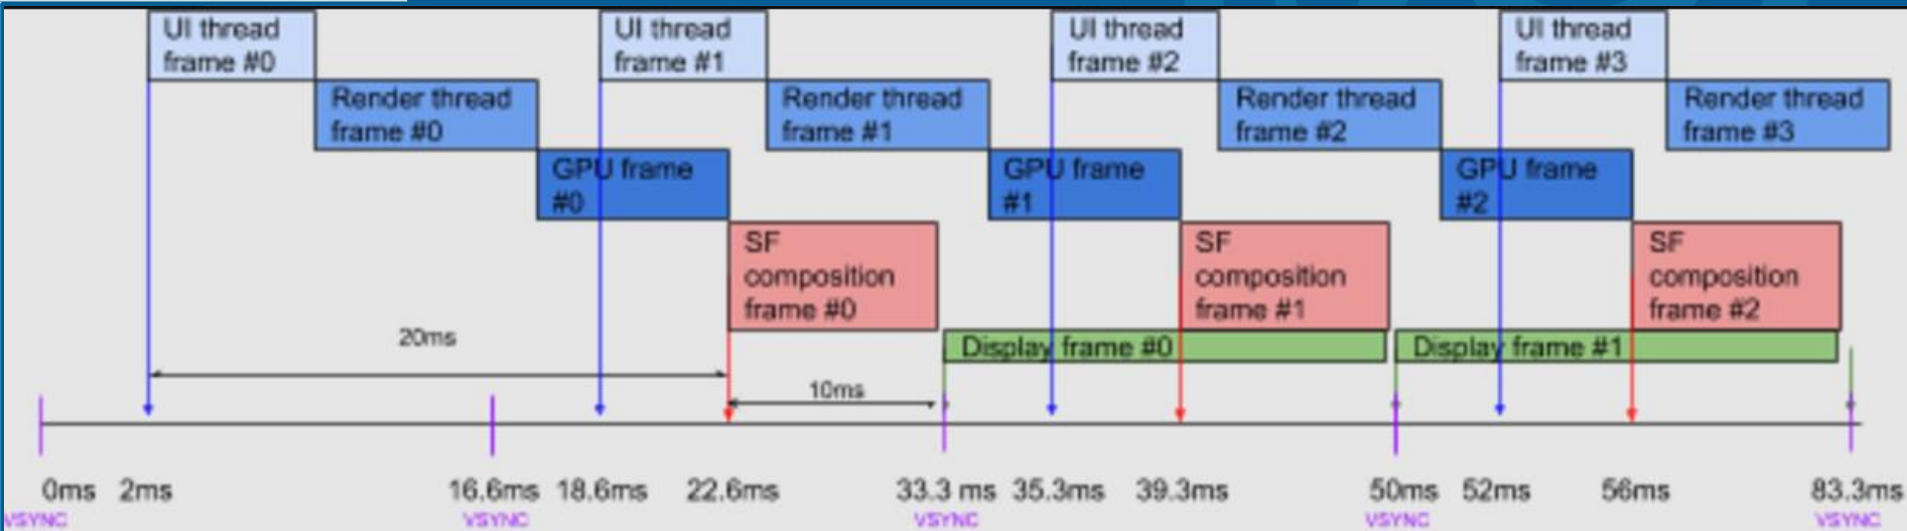 UI thread
frame #0
UI thread
frame #1
UI thread
frame #2
UI thread
frame #3
Render thread
frame #0
Render thread
frame #1
Render thread
frame #2
Render thread
frame #3
GPU frame
#0
GPU frame
#1
GPU frame
#2
SF
composition
frame #0
SF
composition
frame #1
SF
composition
frame #2
20ms
Display frame #0
Display frame #1
10ms
0ms 2ms 16.6ms 18.6ms 22.6ms 33.3 ms 35.3ms 39.3ms 50ms 52ms 56ms 83.3ms
VSYNC VSYNC VSYNC VSYNC VSYNC